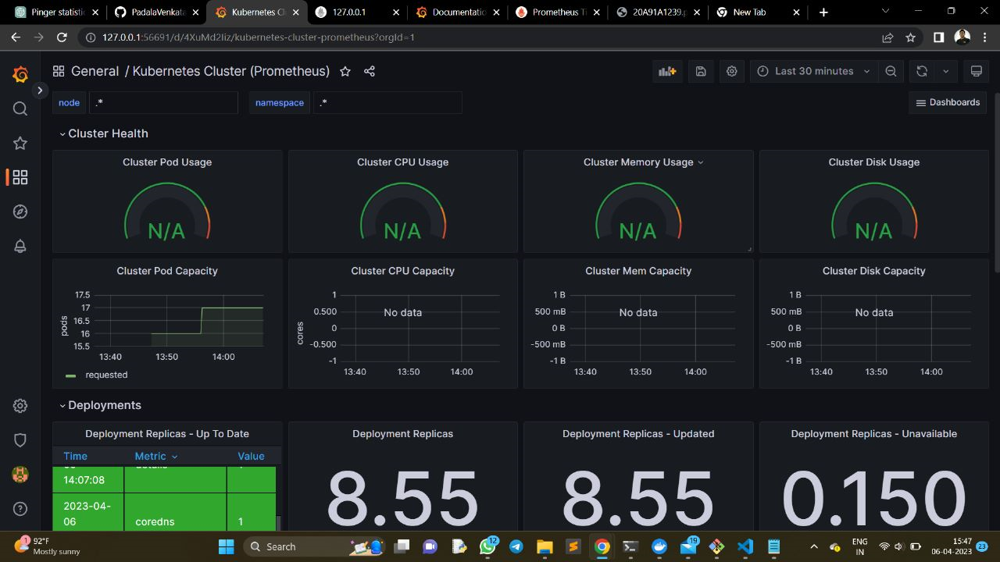 Pinger statistic
PadalaVenkata
Kubernetes Cl
127.0.0.1
Documentatio
Prometheus Ti
20A91A1239.p
New Tab
127.0.0.1:56691/d/4XuMd2Iiz/kubernetes-cluster-prometheus?orgId=1
General / Kubernetes Cluster (Prometheus)
Last 30 minutes
node .* namespace .*
Dashboards
Cluster Health
Cluster Pod Usage
N/A
Cluster CPU Usage
N/A
Cluster Memory Usage
N/A
Cluster Disk Usage
N/A
Cluster Pod Capacity
17.5
17
16.5
16
15.5
pods
13:40 13:50 14:00
requested
Cluster CPU Capacity
1
0.500
0
-0.500
-1
cores
No data
13:40 13:50 14:00
Cluster Mem Capacity
1 B
500 mB
0 B
-500 mB
-1 B
No data
13:40 13:50 14:00
Cluster Disk Capacity
1 B
500 mB
0 B
-500 mB
-1 B
No data
13:40 13:50 14:00
Deployments
Deployment Replicas - Up To Date
Time Metric Value
14:07:08
2023-04-
06 coredns 1
Deployment Replicas
8.55
Deployment Replicas - Updated
8.55
Deployment Replicas - Unavailable
0.150
1
92°F
Mostly sunny
Search
12
19
ENG
IN
15:47
06-04-2023
23